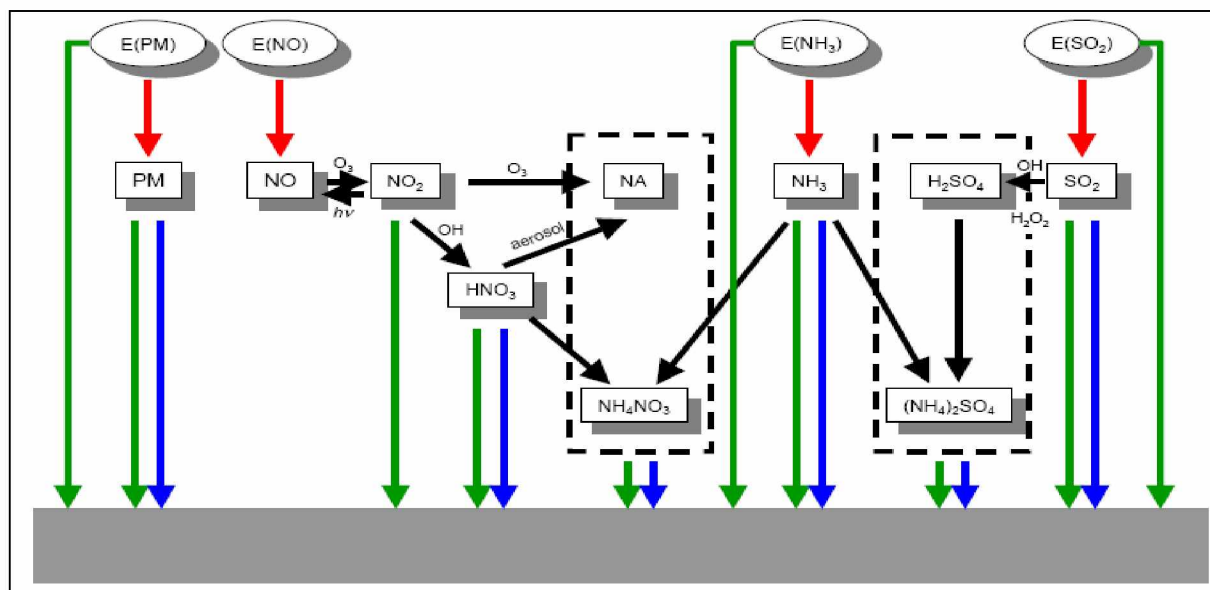 E(PM)
E(NO)
E(NH₃)
E(SO₂)
PM
NO
O₃
hν
NO₂
O₃
NA
NH₃
H₂SO₄
OH
H₂O₂
SO₂
OH
aerosol
HNO₃
NH₄NO₃
(NH₄)₂SO₄